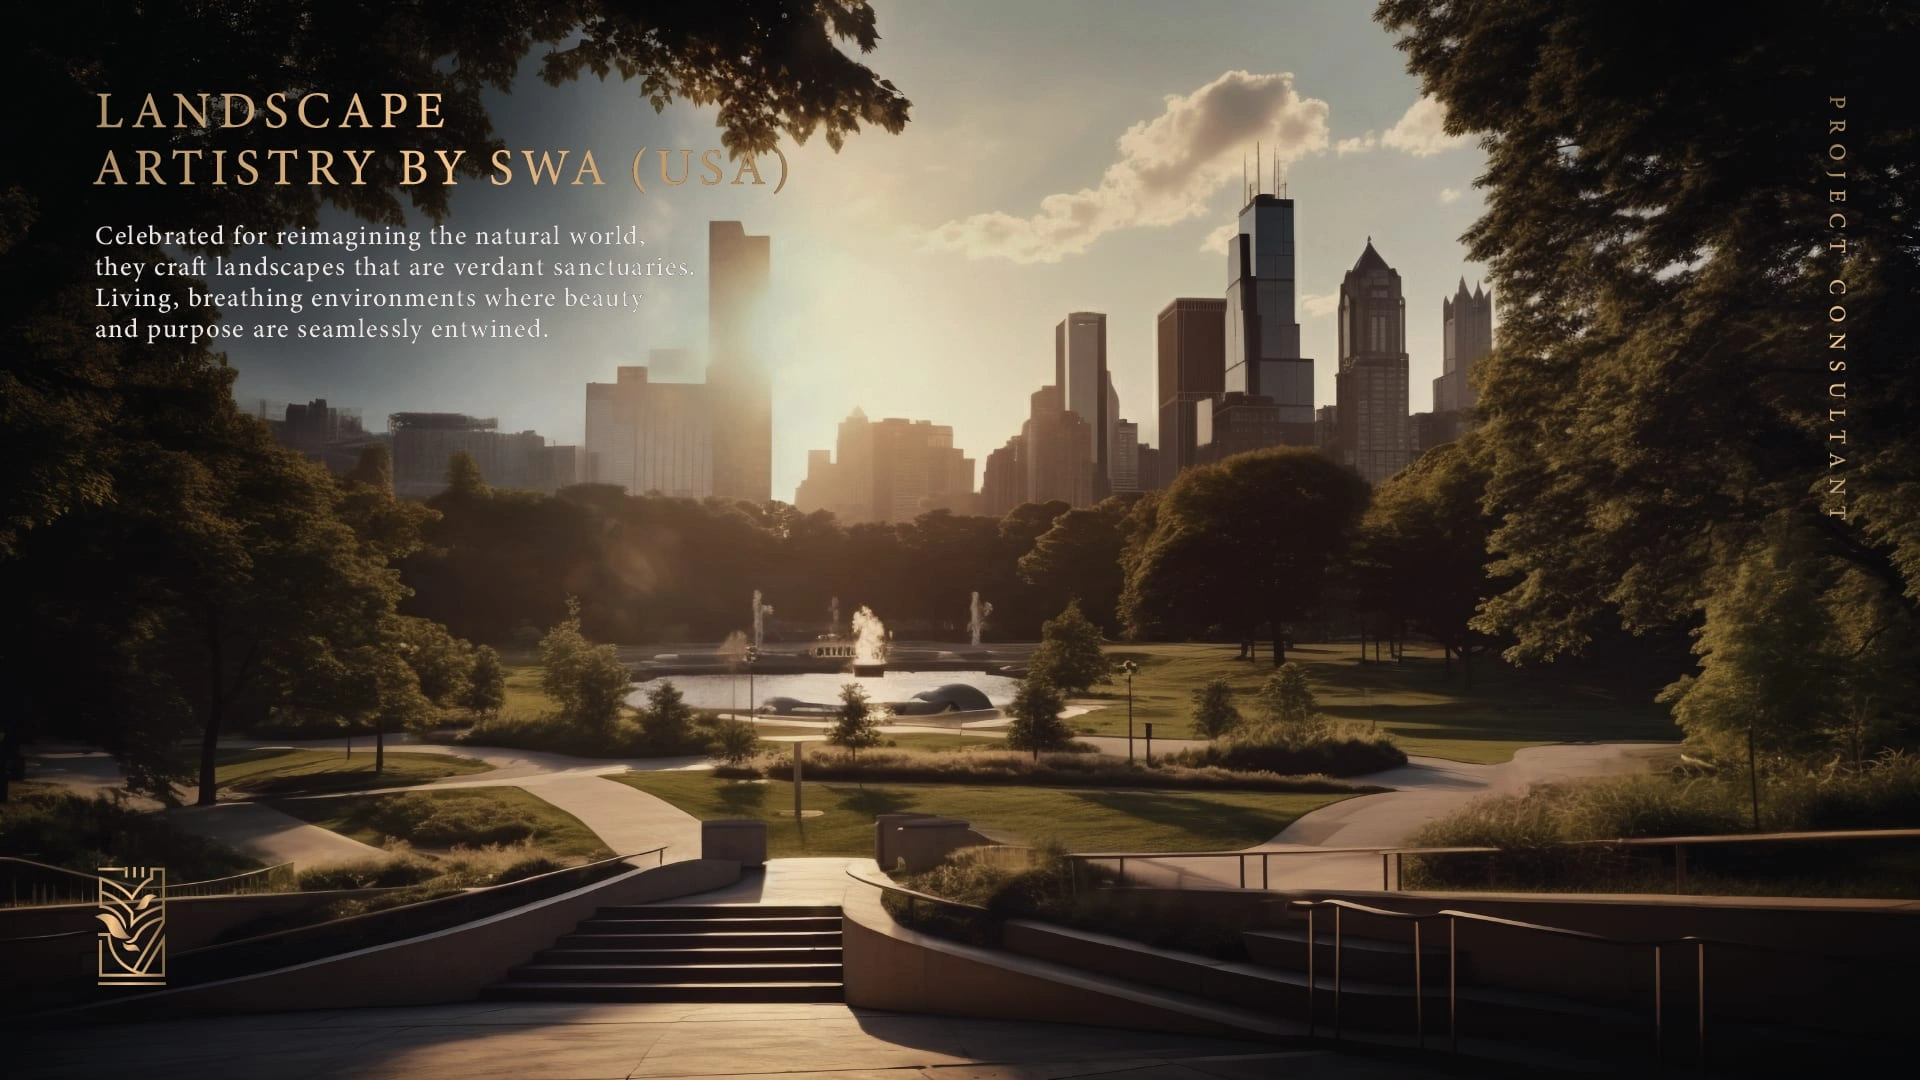 LANDSCAPE
ARTISTRY BY SWA (USA)
Celebrated for reimagining the natural world,
they craft landscapes that are verdant sanctuaries.
Living, breathing environments where beauty
and purpose are seamlessly entwined.
PROJECT CONSULTANT